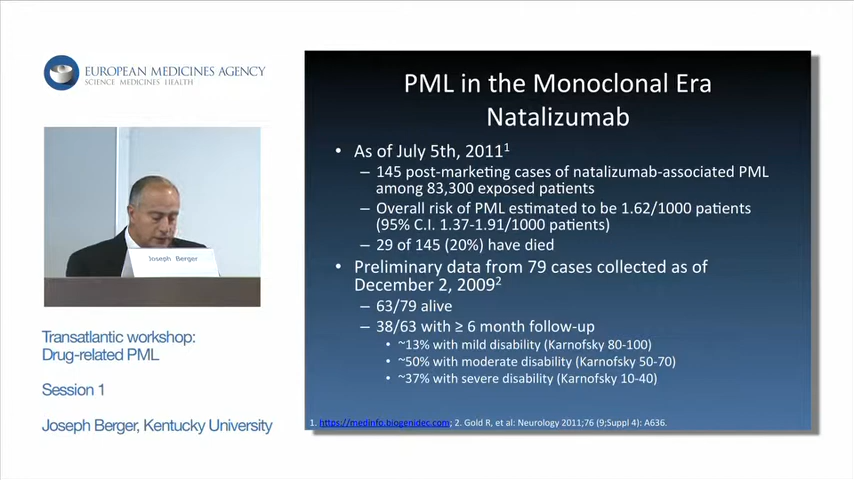 EUROPEAN MEDICINES AGENCY
SCIENCE MEDICINES HEALTH
Joseph Berger
Transatlantic workshop:
Drug-related PML
Session 1
Joseph Berger, Kentucky University
PML in the Monoclonal Era
Natalizumab
• As of July 5th, 2011¹
– 145 post-marketing cases of natalizumab-associated PML
among 83,300 exposed patients
– Overall risk of PML estimated to be 1.62/1000 patients
(95% C.I. 1.37-1.91/1000 patients)
– 29 of 145 (20%) have died
• Preliminary data from 79 cases collected as of
December 2, 2009²
– 63/79 alive
– 38/63 with ≥ 6 month follow-up
• ~13% with mild disability (Karnofsky 80-100)
• ~50% with moderate disability (Karnofsky 50-70)
• ~37% with severe disability (Karnofsky 10-40)
1. https://medinfo.biogenidec.com; 2. Gold R, et al: Neurology 2011;76 (9;Suppl 4): A636.